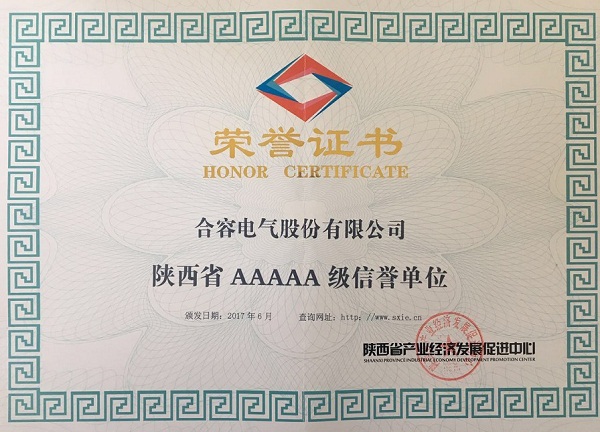 荣誉证书
HONOR CERTIFICATE
合容电气股份有限公司
陕西省 AAAAA 级信誉单位
颁发日期：2017年6月 查询网址：http://www.sxie.cn
陕西省产业经济发展促进中心
SHAANXI PROVINCE INDUSTRIAL ECONOMY DEVELOPMENT PROMOTION CENTER